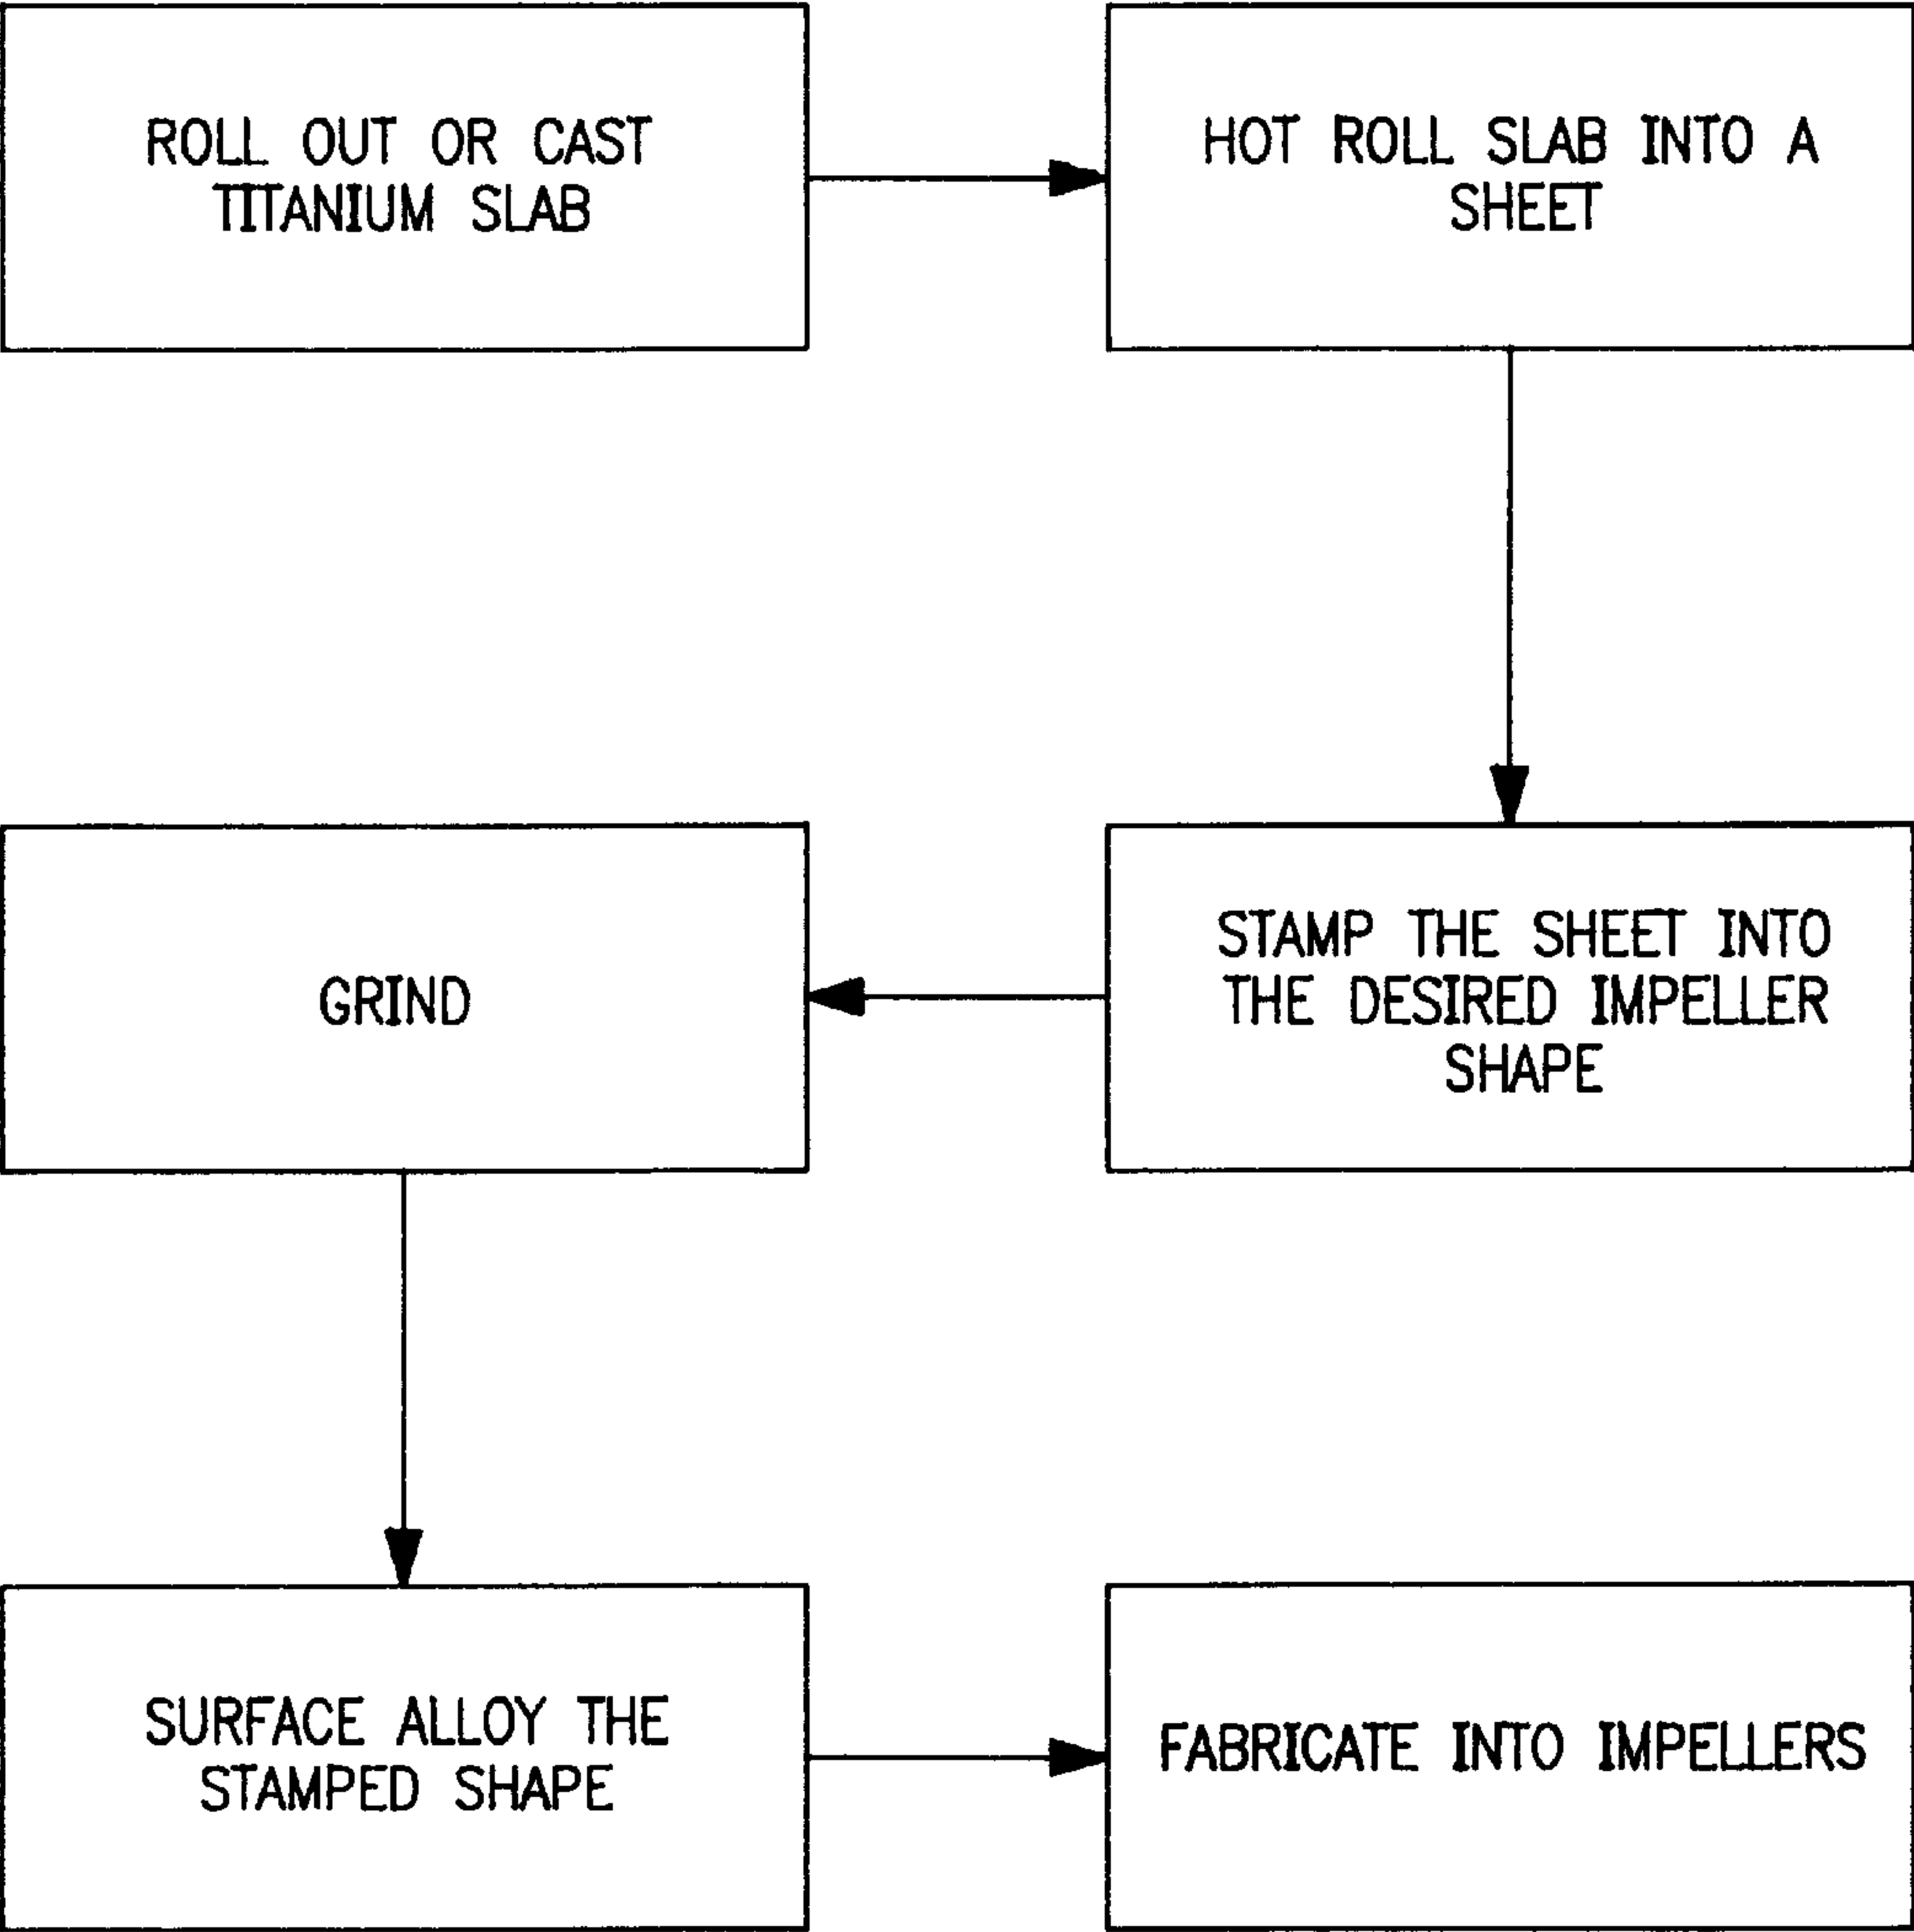 ROLL OUT OR CAST
TITANIUM SLAB
HOT ROLL SLAB INTO A
SHEET
STAMP THE SHEET INTO
THE DESIRED IMPELLER
SHAPE
GRIND
SURFACE ALLOY THE
STAMPED SHAPE
FABRICATE INTO IMPELLERS